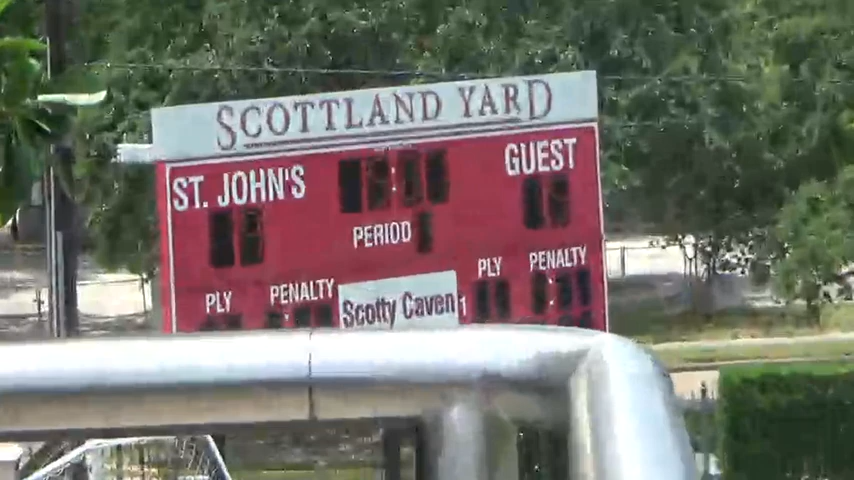 SCOTTLAND YARD
ST. JOHN'S
GUEST
PERIOD
PLY PENALTY
PLY PENALTY
Scotty Caven